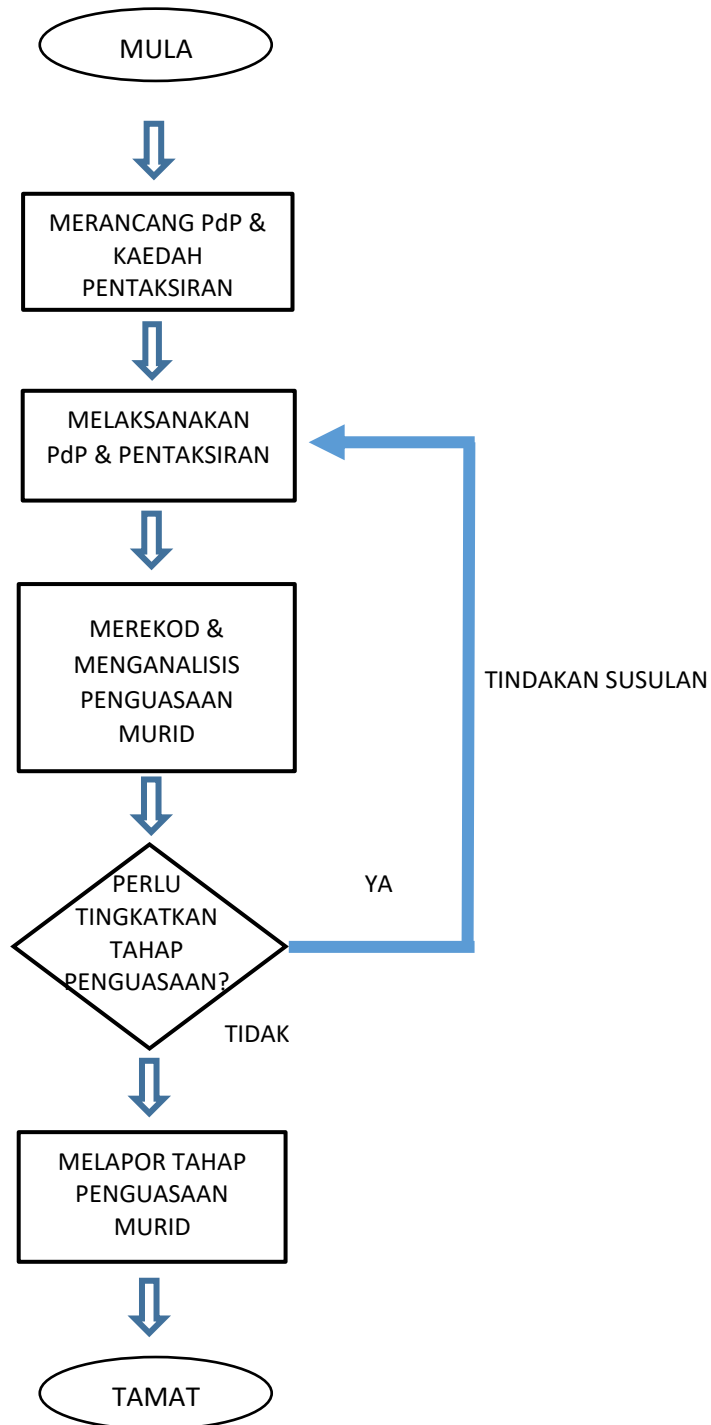 MULA
MERANCANG PdP &
KAEDAH
PENTAKSIRAN
MELAKSANAKAN
PdP & PENTAKSIRAN
MEREKOD &
MENGANALISIS
PENGUASAAN
MURID
TINDAKAN SUSULAN
PERLU
TINGKATKAN
TAHAP
PENGUASAAN?
YA
TIDAK
MELAPOR TAHAP
PENGUASAAN
MURID
TAMAT